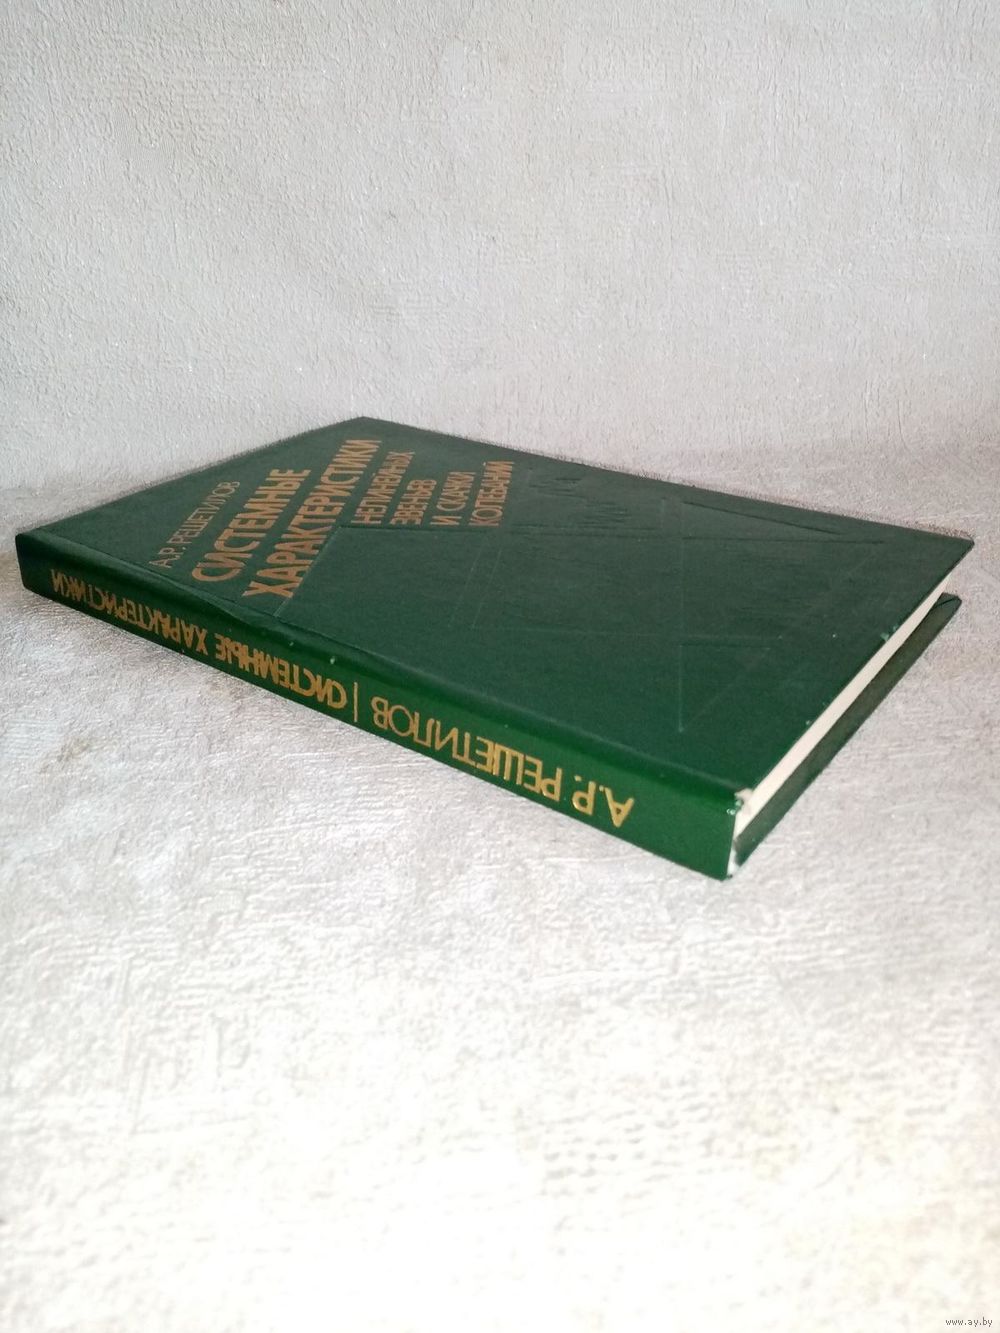 А.Р. РЕШЕТИЛОВ
СИСТЕМНЫЕ
ХАРАКТЕРИСТИКИ
НЕЛИНЕЙНЫХ
ЗВЕНЬЕВ
И СКАЧКИ
КОЛЕБАНИЙ
А.Р. РЕШЕТИЛОВ | СИСТЕМНЫЕ ХАРАКТЕРИСТИКИ
www.ay.by